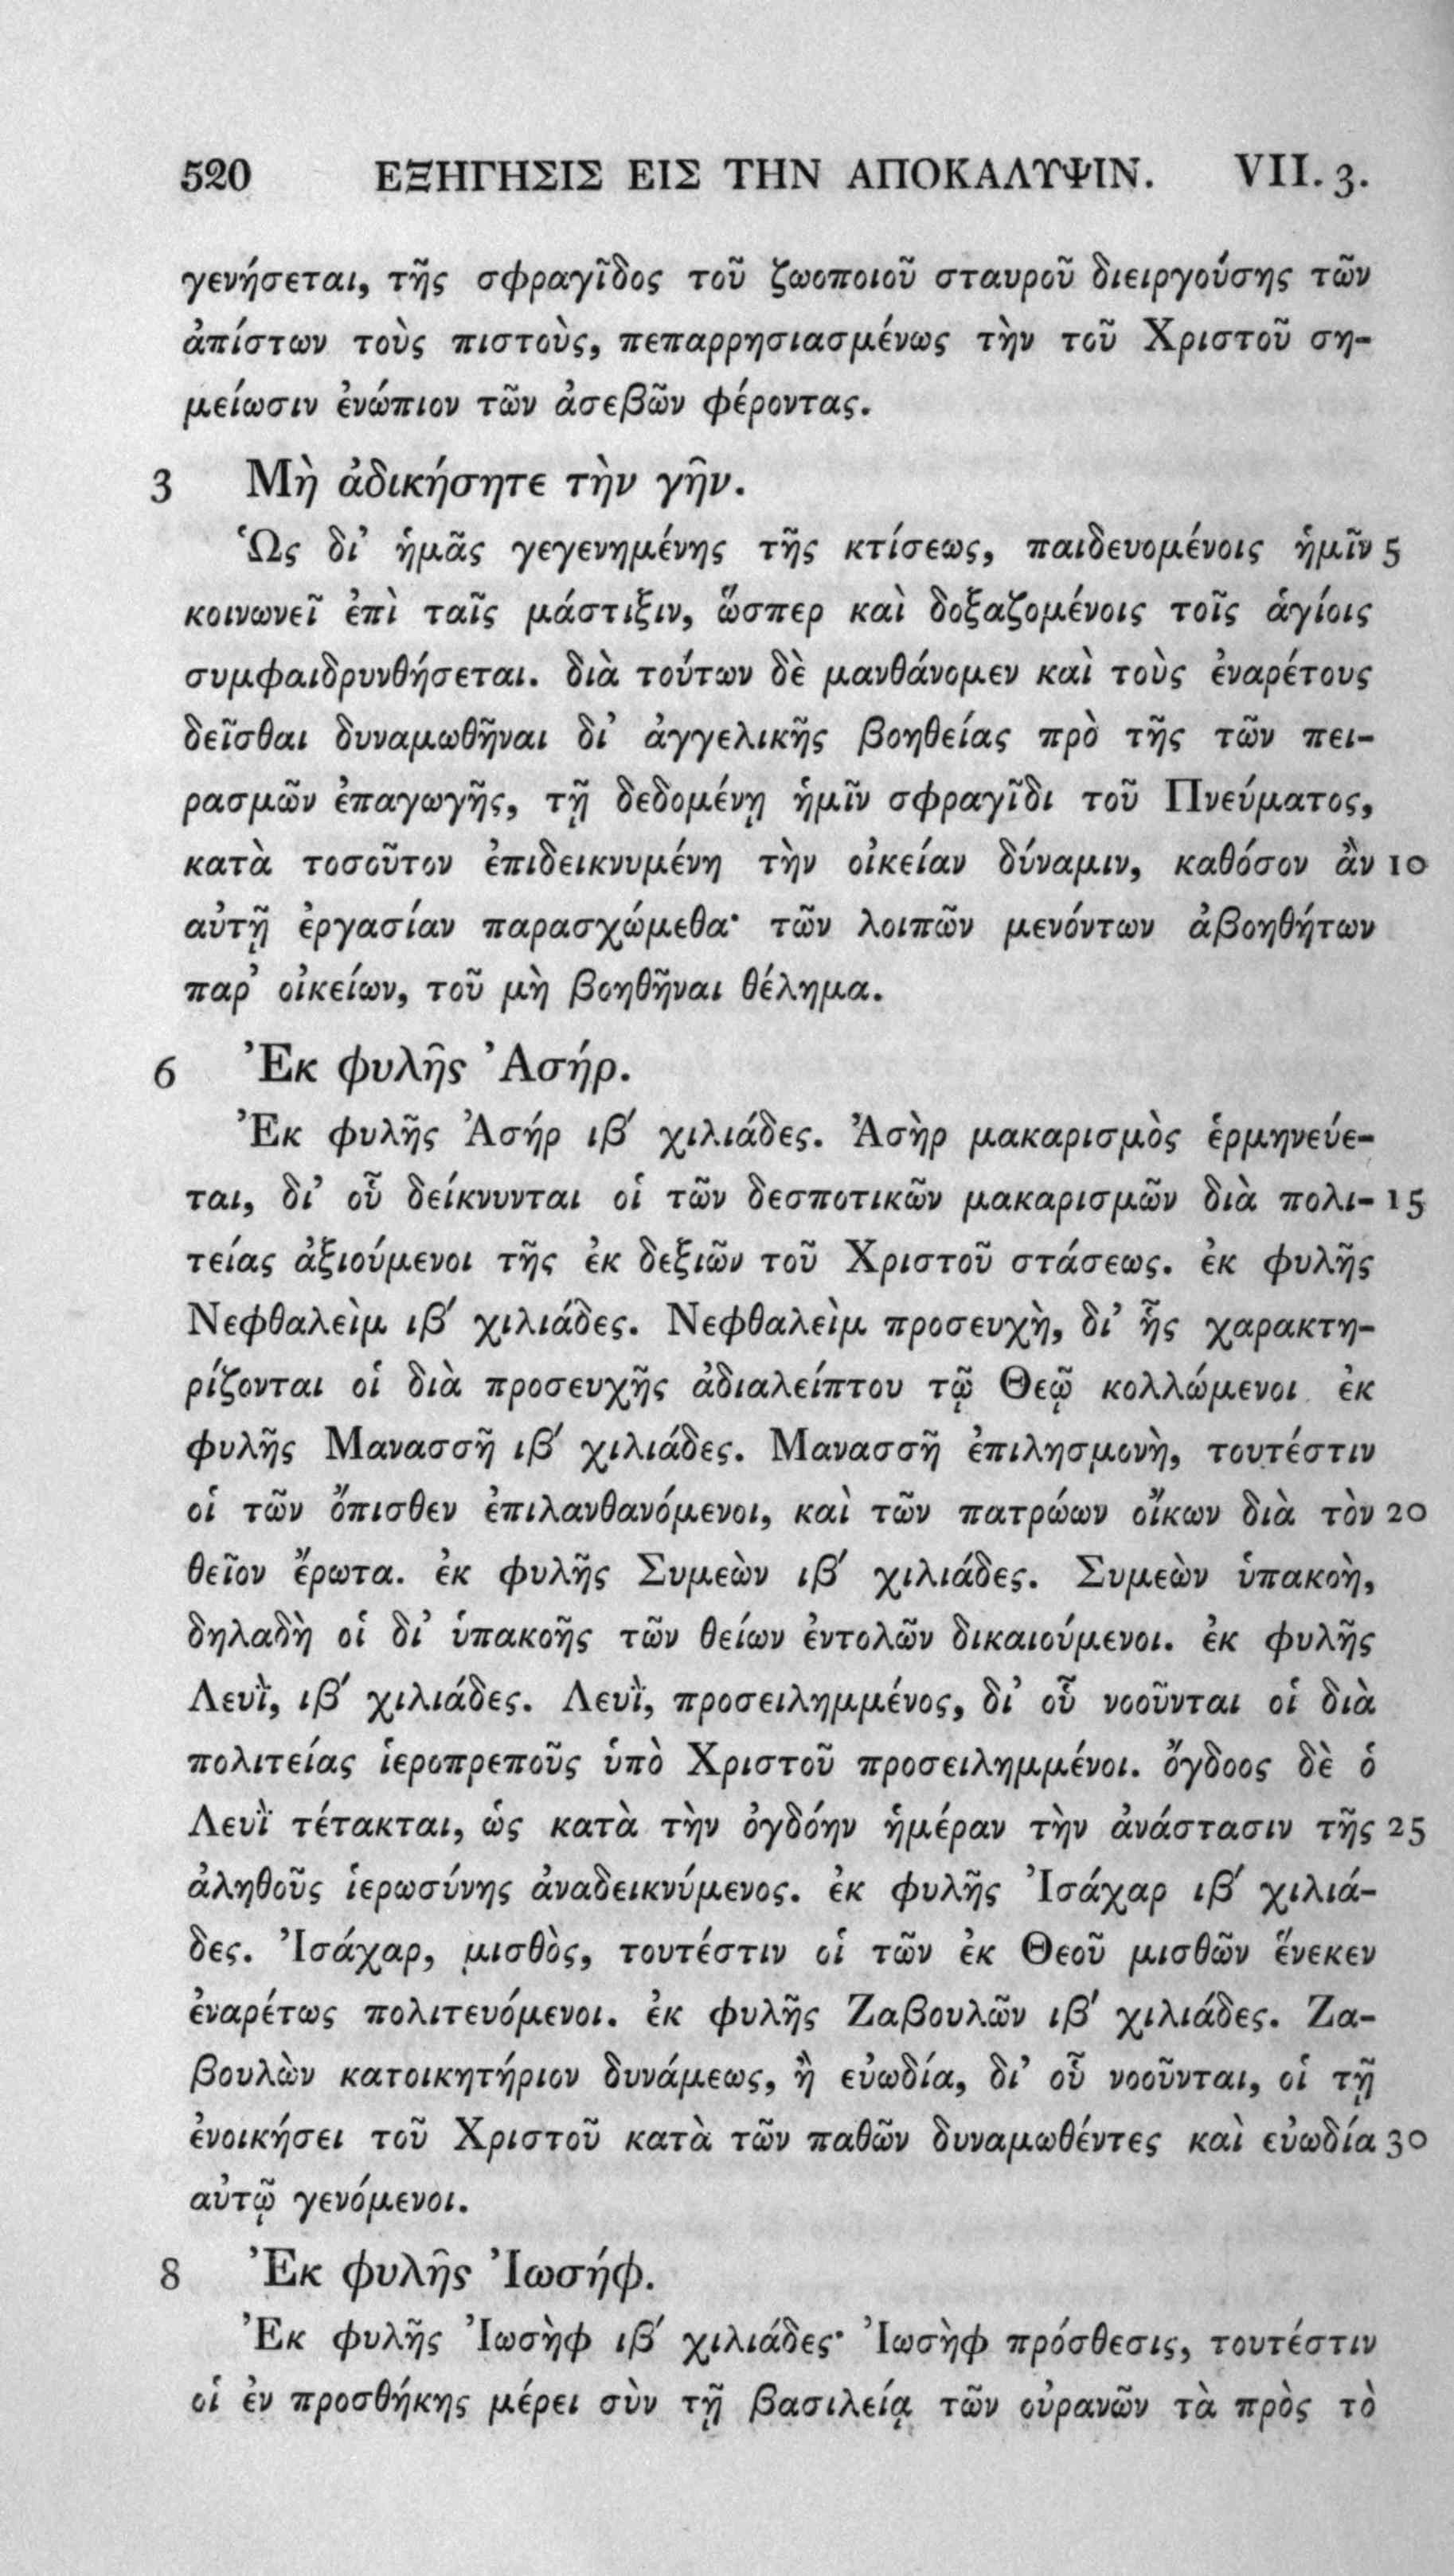 520 ΕΞΗΓΗΣΙΣ ΕΙΣ ΤΗΝ ΑΠΟΚΑΛΥΨΙΝ. VII. 3.
γενήσεται, τῆς σφραγῖδος τοῦ ζωοποιοῦ σταυροῦ διειργούσης τῶν
ἀπίστων τοὺς πιστοὺς, πεπαρρησιασμένως τὴν τοῦ Χριστοῦ ση-
μείωσιν ἐνώπιον τῶν ἀσεβῶν φέροντας.
3 Μὴ ἀδικήσητε τὴν γῆν.
Ὡς δι’ ἡμᾶς γεγενημένης τῆς κτίσεως, παιδευομένοις ἡμῖν 5
κοινωνεῖ ἐπὶ ταῖς μάστιξιν, ὥσπερ καὶ δοξαζομένοις τοῖς ἁγίοις
συμφαιδρυνθήσεται. διὰ τούτων δὲ μανθάνομεν καὶ τοὺς ἐναρέτους
δεῖσθαι δυναμωθῆναι δι’ ἀγγελικῆς βοηθείας πρὸ τῆς τῶν πει-
ρασμῶν ἐπαγωγῆς, τῇ δεδομένῃ ἡμῖν σφραγῖδι τοῦ Πνεύματος,
κατὰ τοσοῦτον ἐπιδεικνυμένη τὴν οἰκείαν δύναμιν, καθόσον ἂν 10
αὐτῇ ἐργασίαν παρασχώμεθα· τῶν λοιπῶν μενόντων ἀβοηθήτων
παρ’ οἰκείων, τοῦ μὴ βοηθῆναι θέλημα.
6 Ἐκ φυλῆς Ἀσήρ.
Ἐκ φυλῆς Ἀσήρ ιβ′ χιλιάδες. Ἀσὴρ μακαρισμὸς ἑρμηνεύε-
ται, δι’ οὗ δείκνυνται οἱ τῶν δεσποτικῶν μακαρισμῶν διὰ πολι- 15
τείας ἀξιούμενοι τῆς ἐκ δεξιῶν τοῦ Χριστοῦ στάσεως. ἐκ φυλῆς
Νεφθαλεὶμ ιβ′ χιλιάδες. Νεφθαλεὶμ προσευχὴ, δι’ ἧς χαρακτη-
ρίζονται οἱ διὰ προσευχῆς ἀδιαλείπτου τῷ Θεῷ κολλώμενοι. ἐκ
φυλῆς Μανασσῆ ιβ′ χιλιάδες. Μανασσῆ ἐπιλησμονὴ, τουτέστιν
οἱ τῶν ὄπισθεν ἐπιλανθανόμενοι, καὶ τῶν πατρώων οἴκων διὰ τὸν 20
θεῖον ἔρωτα. ἐκ φυλῆς Συμεὼν ιβ′ χιλιάδες. Συμεὼν ὑπακοὴ,
δηλαδὴ οἱ δι’ ὑπακοῆς τῶν θείων ἐντολῶν δικαιούμενοι. ἐκ φυλῆς
Λευῒ, ιβ′ χιλιάδες. Λευῒ, προσειλημμένος, δι’ οὗ νοοῦνται οἱ διὰ
πολιτείας ἱεροπρεποῦς ὑπὸ Χριστοῦ προσειλημμένοι. ὄγδοος δὲ ὁ
Λευῒ τέτακται, ὡς κατὰ τὴν ὀγδόην ἡμέραν τὴν ἀνάστασιν τῆς 25
ἀληθοῦς ἱερωσύνης ἀναδεικνύμενος. ἐκ φυλῆς Ἰσάχαρ ιβ′ χιλιά-
δες. Ἰσάχαρ, μισθὸς, τουτέστιν οἱ τῶν ἐκ Θεοῦ μισθῶν ἕνεκεν
ἐναρέτως πολιτευόμενοι. ἐκ φυλῆς Ζαβουλῶν ιβ′ χιλιάδες. Ζα-
βουλὼν κατοικητήριον δυνάμεως, ἢ εὐωδία, δι’ οὗ νοοῦνται, οἱ τῇ
ἐνοικήσει τοῦ Χριστοῦ κατὰ τῶν παθῶν δυναμωθέντες καὶ εὐωδία 30
αὐτῷ γενόμενοι.
8 Ἐκ φυλῆς Ἰωσήφ.
Ἐκ φυλῆς Ἰωσὴφ ιβ′ χιλιάδες· Ἰωσὴφ πρόσθεσις, τουτέστιν
οἱ ἐν προσθήκης μέρει σὺν τῇ βασιλείᾳ τῶν οὐρανῶν τὰ πρὸς τὸ